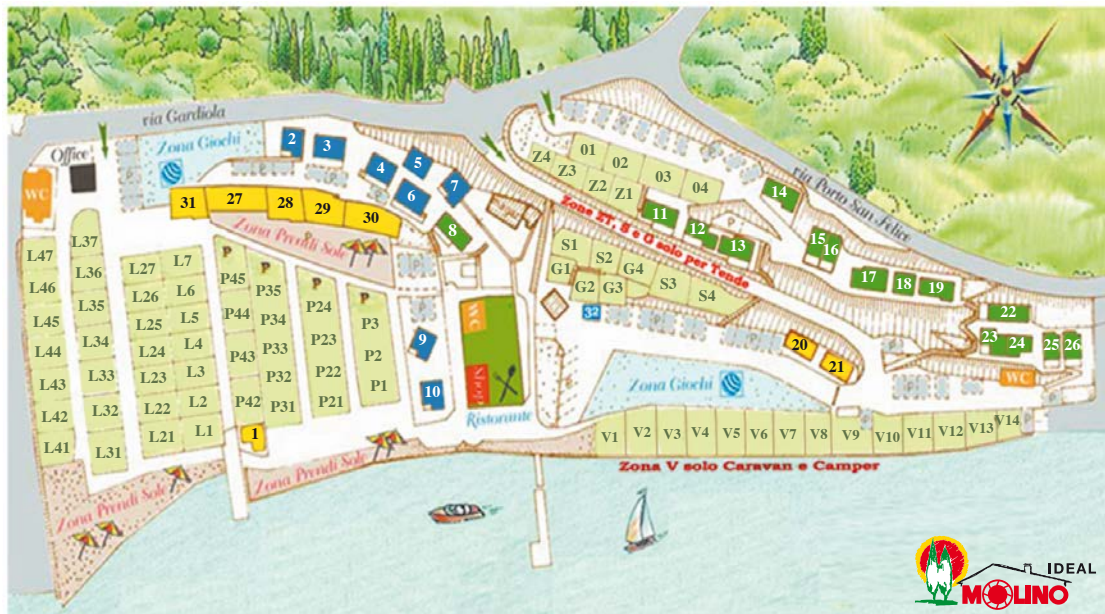 via Gardiola
Office
Zona Giochi
WC
2
3
4
5
6
7
8
31
27
28
29
30
Zona Prendi Sole
Z4
Z3
Z2
Z1
01
02
03
04
via Porto San Felice
14
11
12
13
P
15
16
17
18
19
22
23
24
25
26
WC
Zone ZT, S e G solo per Tende
S1
S2
S3
S4
G1
G2
G3
G4
32
20
21
L47
L46
L45
L44
L43
L42
L41
L37
L36
L35
L34
L33
L32
L31
L27
L26
L25
L24
L23
L22
L21
L7
L6
L5
L4
L3
L2
L1
P45
P44
P43
P42
P35
P34
P33
P32
P31
P24
P23
P22
P21
P3
P2
P1
P
P
P
P
9
10
WC
Ristorante
1
Zona Giochi
V1
V2
V3
V4
V5
V6
V7
V8
V9
V10
V11
V12
V13
V14
Zona V solo Caravan e Camper
Zona Prendi Sole
Zona Prendi Sole
IDEAL
MOLINO